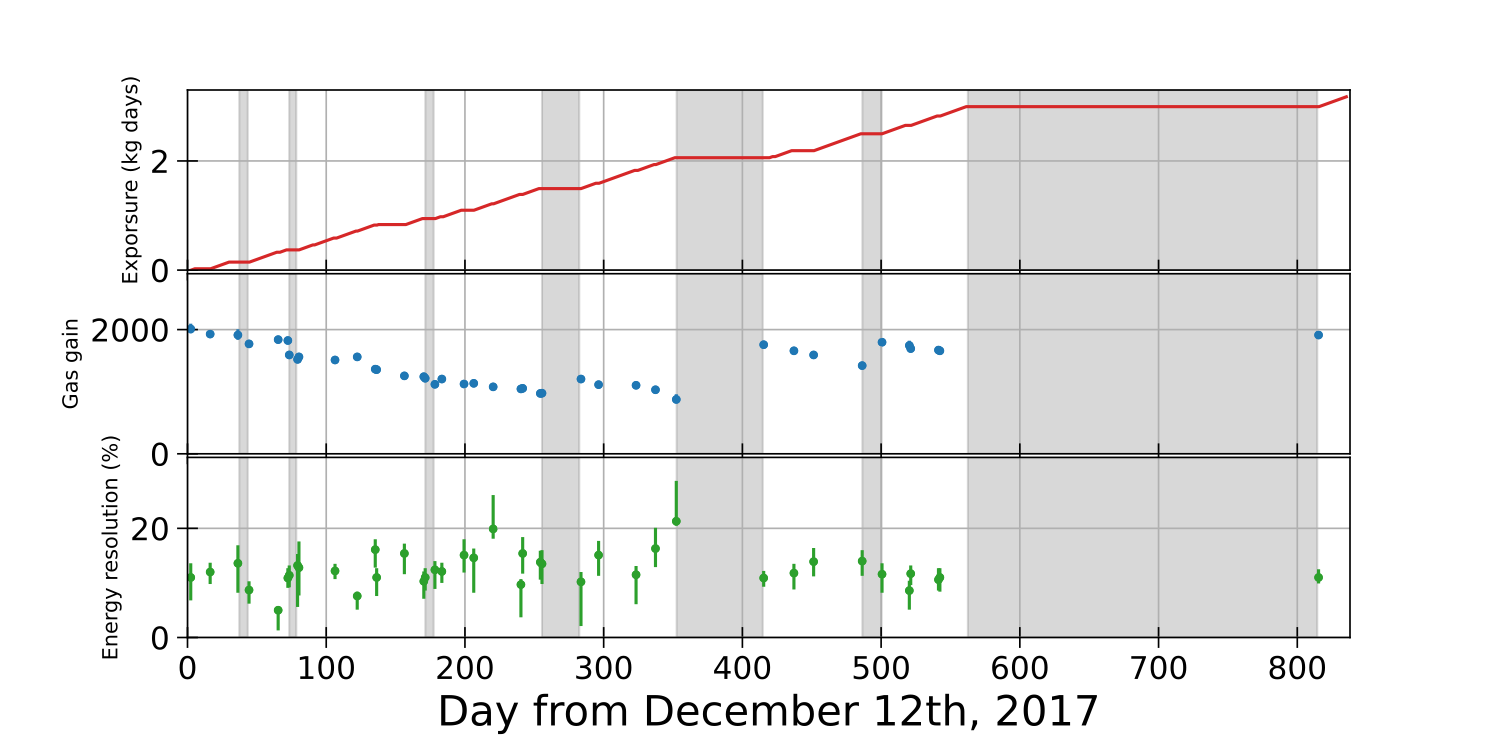 Exporsure (kg days)
2
0
Gas gain
2000
0
Energy resolution (%)
20
0
0 100 200 300 400 500 600 700 800
Day from December 12th, 2017